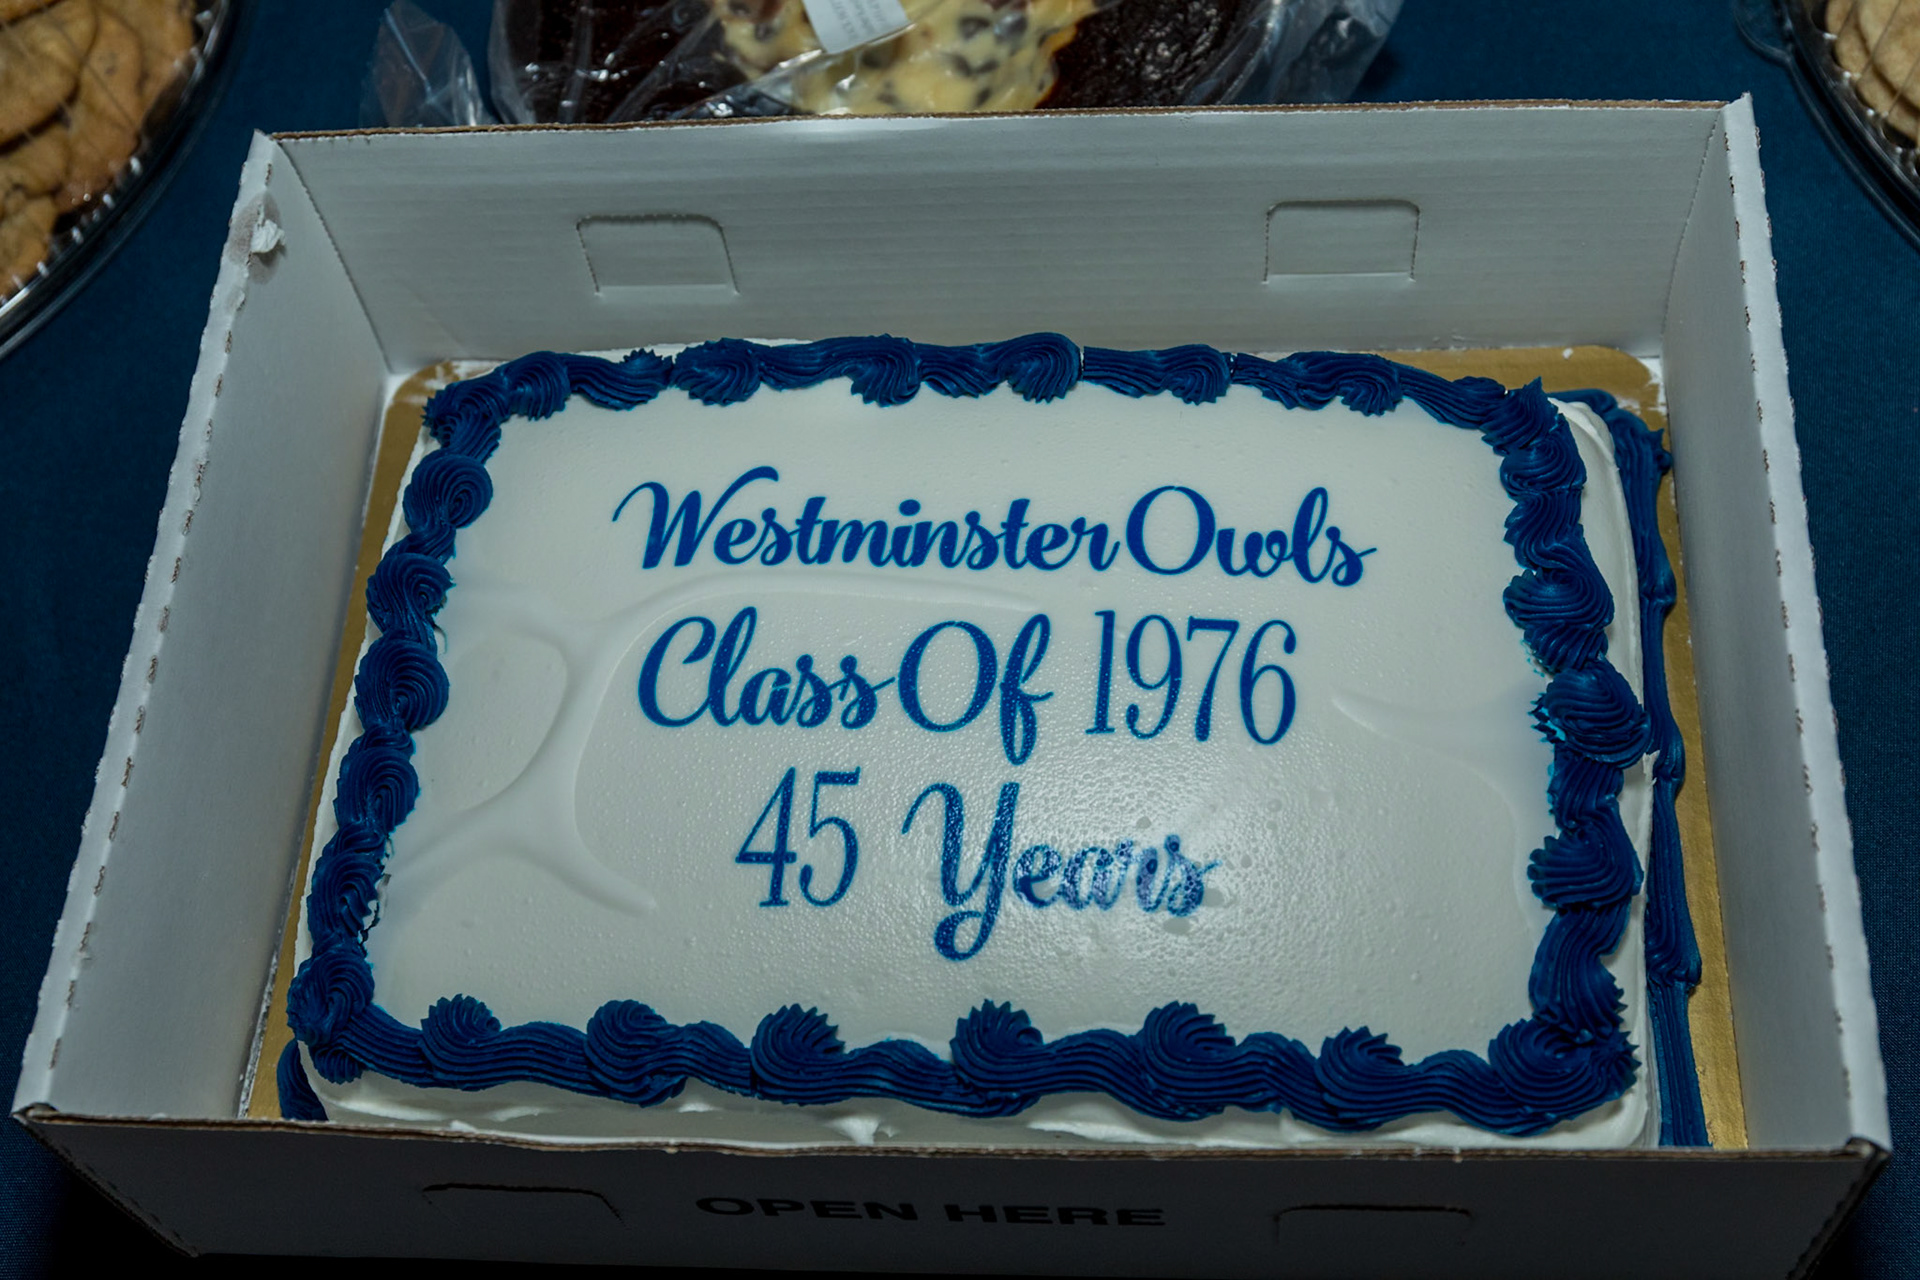 Westminster Owls
Class Of 1976
45 Years
OPEN HERE